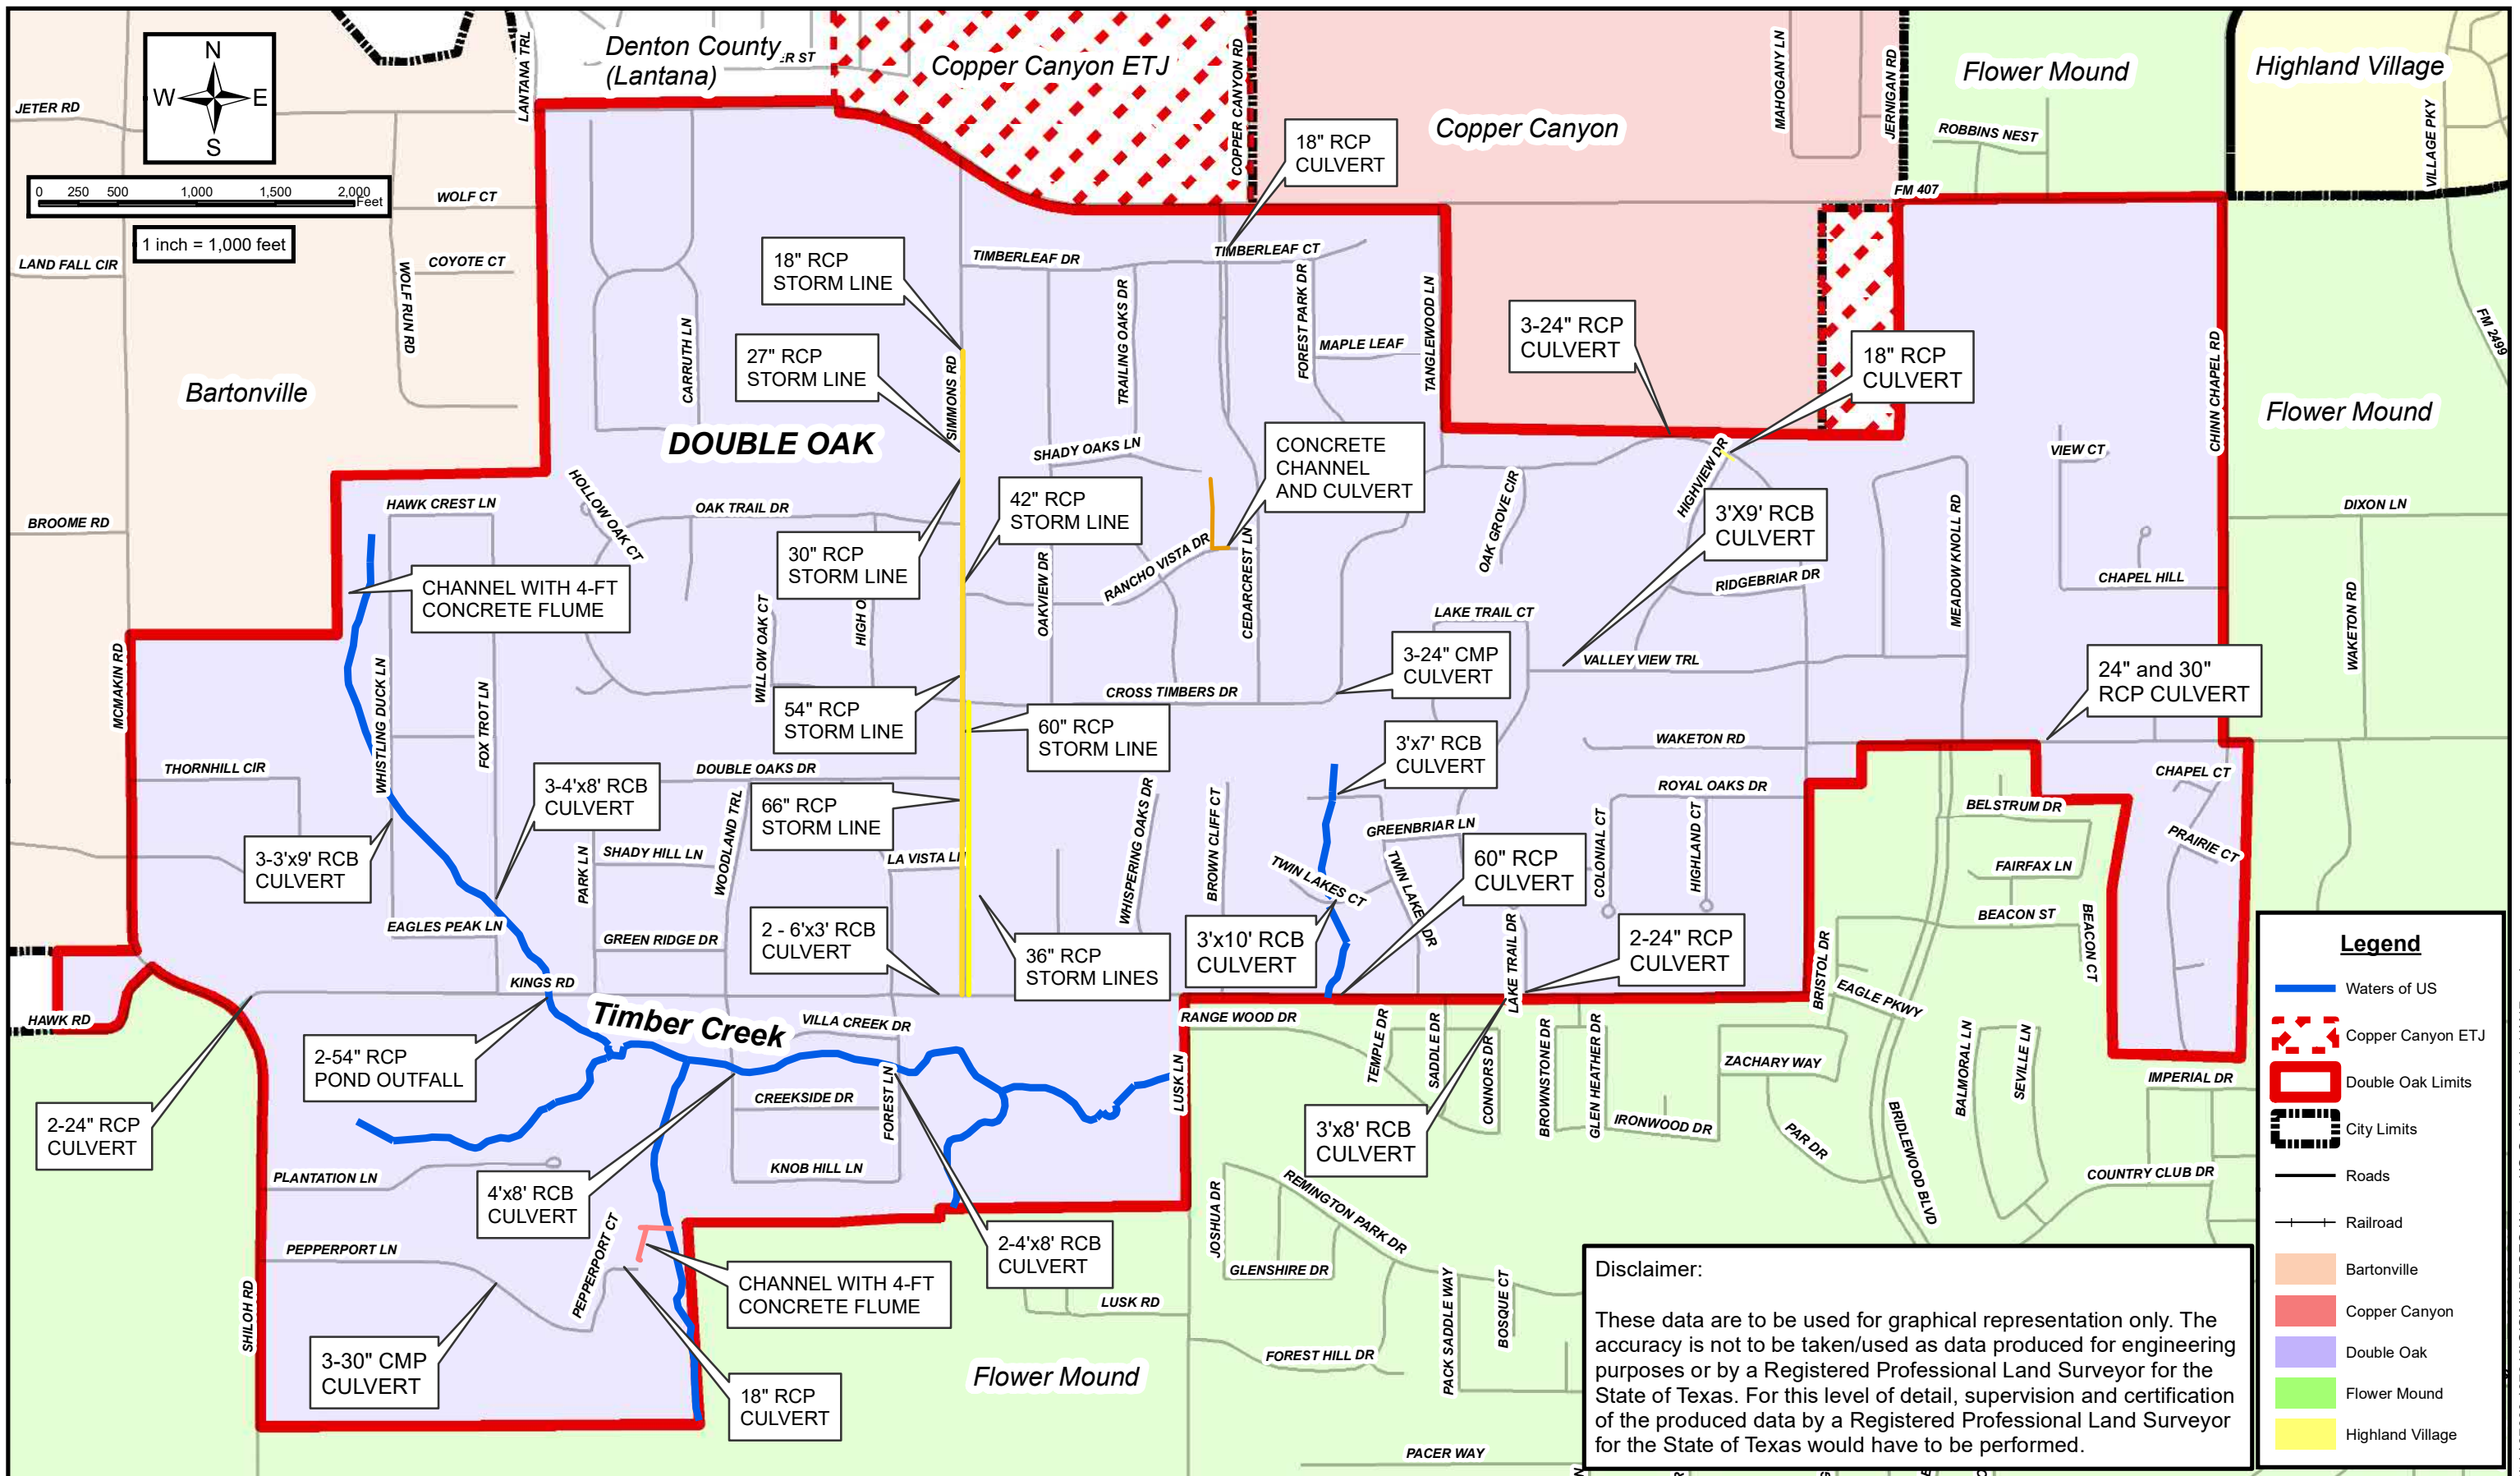 N
W
E
S
0 250 500 1,000 1,500 2,000
Feet
1 inch = 1,000 feet
JETER RD
LANTANA TRL
Denton County
(Lantana)
ER ST
Copper Canyon ETJ
COPPER CANYON RD
Copper Canyon
MAHOGANY LN
JERNIGAN RD
Flower Mound
ROBBINS NEST
Highland Village
VILLAGE PKY
FM 407
FM 2499
WOLF CT
COYOTE CT
LAND FALL CIR
WOLF RUN RD
Bartonville
BROOME RD
18" RCP
CULVERT
18" RCP
STORM LINE
27" RCP
STORM LINE
CARRUTH LN
SIMMONS RD
TIMBERLEAF DR
TIMBERLEAF CT
TRAILING OAKS DR
FOREST PARK DR
MAPLE LEAF
TANGLEWOOD LN
3-24" RCP
CULVERT
18" RCP
CULVERT
CHINN CHAPEL RD
Flower Mound
DOUBLE OAK
SHADY OAKS LN
CONCRETE
CHANNEL
AND CULVERT
HIGHVIEW DR
VIEW CT
HAWK CREST LN
HOLLOW OAK CT
OAK TRAIL DR
42" RCP
STORM LINE
30" RCP
STORM LINE
OAK GROVE CIR
3'X9' RCB
CULVERT
MEADOW KNOLL RD
DIXON LN
CHANNEL WITH 4-FT
CONCRETE FLUME
WILLOW OAK CT
HIGH O
OAKVIEW DR
RANCHO VISTA DR
CEDARCREST LN
RIDGEBRIAR DR
CHAPEL HILL
LAKE TRAIL CT
WAKETON RD
MCMAKIN RD
WHISTLING DUCK LN
FOX TROT LN
3-24" CMP
CULVERT
VALLEY VIEW TRL
24" and 30"
RCP CULVERT
CROSS TIMBERS DR
54" RCP
STORM LINE
60" RCP
STORM LINE
3'x7' RCB
CULVERT
WAKETON RD
THORNHILL CIR
DOUBLE OAKS DR
3-4'x8' RCB
CULVERT
66" RCP
STORM LINE
ROYAL OAKS DR
CHAPEL CT
BELSTRUM DR
PRAIRIE CT
3-3'x9' RCB
CULVERT
PARK LN
SHADY HILL LN
WOODLAND TRL
LA VISTA LN
WHISPERING OAKS DR
BROWN CLIFF CT
GREENBRIAR LN
TWIN LAKES CT
TWIN LAKE DR
60" RCP
CULVERT
COLONIAL CT
HIGHLAND CT
FAIRFAX LN
BEACON ST
BEACON CT
EAGLES PEAK LN
GREEN RIDGE DR
2 - 6'x3' RCB
CULVERT
36" RCP
STORM LINES
3'x10' RCB
CULVERT
LAKE TRAIL DR
2-24" RCP
CULVERT
BRISTOL DR
EAGLE PKWY
KINGS RD
HAWK RD
Timber Creek
VILLA CREEK DR
RANGE WOOD DR
2-54" RCP
POND OUTFALL
2-24" RCP
CULVERT
CREEKSIDE DR
FOREST LN
LUSK LN
TEMPLE DR
SADDLE DR
CONNORS DR
BROWNSTONE DR
GLEN HEATHER DR
ZACHARY WAY
IRONWOOD DR
PAR DR
BRIDLEWOOD BLVD
BALMORAL LN
SEVILLE LN
IMPERIAL DR
COUNTRY CLUB DR
3'x8' RCB
CULVERT
PLANTATION LN
KNOB HILL LN
4'x8' RCB
CULVERT
PEPPERPORT LN
PEPPERPORT CT
2-4'x8' RCB
CULVERT
CHANNEL WITH 4-FT
CONCRETE FLUME
SHILOH RD
3-30" CMP
CULVERT
18" RCP
CULVERT
JOSHUA DR
REMINGTON PARK DR
GLENSHIRE DR
LUSK RD
FOREST HILL DR
PACK SADDLE WAY
BOSQUE CT
Flower Mound
PACER WAY
Disclaimer:
These data are to be used for graphical representation only. The
accuracy is not to be taken/used as data produced for engineering
purposes or by a Registered Professional Land Surveyor for the
State of Texas. For this level of detail, supervision and certification
of the produced data by a Registered Professional Land Surveyor
for the State of Texas would have to be performed.
Legend
Waters of US
Copper Canyon ETJ
Double Oak Limits
City Limits
Roads
Railroad
Bartonville
Copper Canyon
Double Oak
Flower Mound
Highland Village